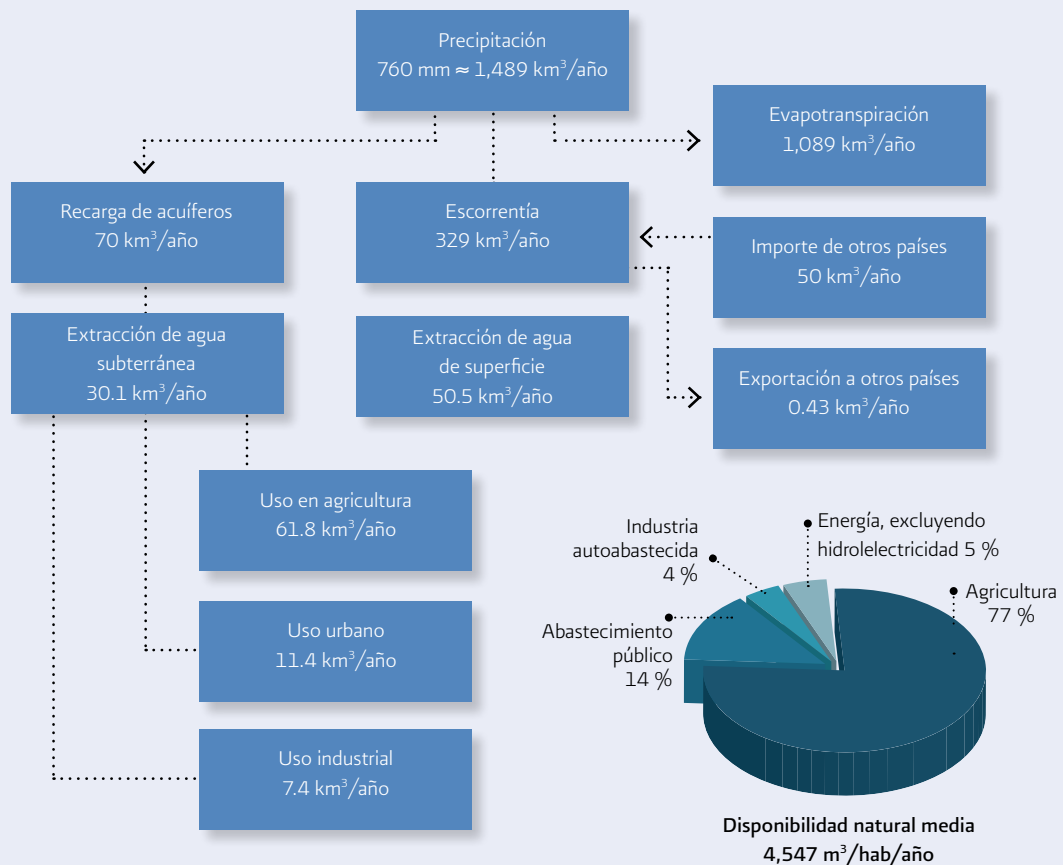 Precipitación
760 mm ≈ 1,489 km³/año
Evapotranspiración
1,089 km³/año
Recarga de acuíferos
70 km³/año
Escorrentía
329 km³/año
Importe de otros países
50 km³/año
Extracción de agua
subterránea
30.1 km³/año
Extracción de agua
de superficie
50.5 km³/año
Exportación a otros países
0.43 km³/año
Uso en agricultura
61.8 km³/año
Uso urbano
11.4 km³/año
Uso industrial
7.4 km³/año
Industria
autoabastecida
4 %
Energía, excluyendo
hidrolelectricidad 5 %
Agricultura
77 %
Abastecimiento
público
14 %
Disponibilidad natural media
4,547 m³/hab/año